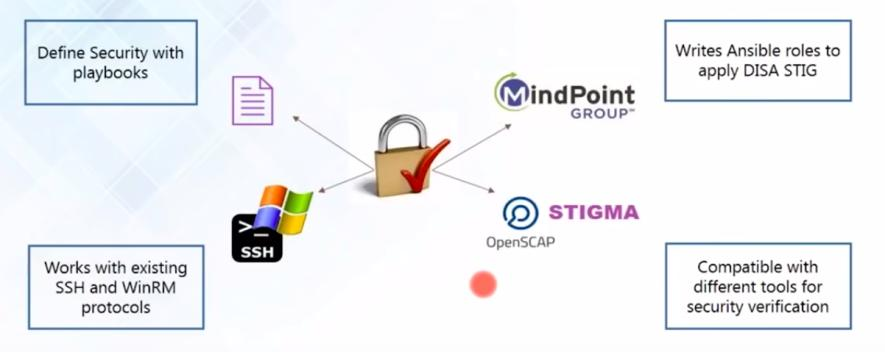 Define Security with
playbooks
Writes Ansible roles to
apply DISA STIG
MindPoint
GROUP™
>_
SSH
STIGMA
OpenSCAP
Works with existing
SSH and WinRM
protocols
Compatible with
different tools for
security verification